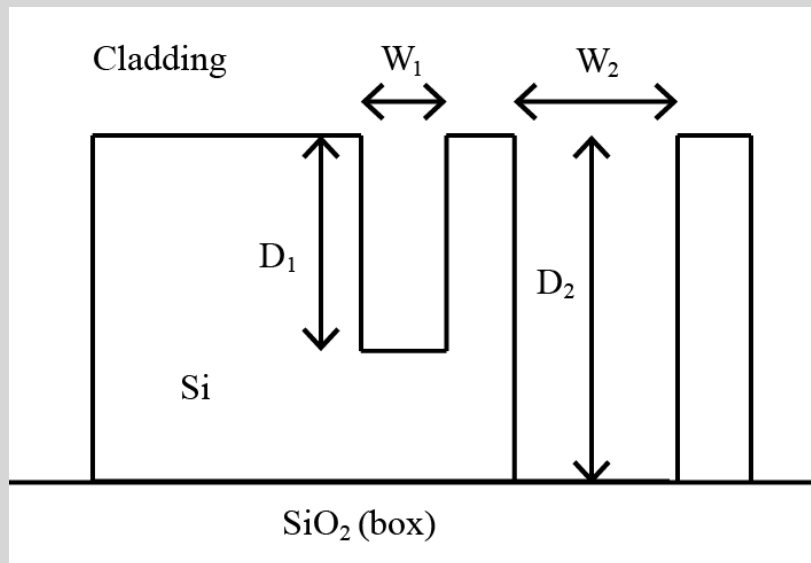 Cladding
W₁
W₂
D₁
D₂
Si
SiO₂ (box)